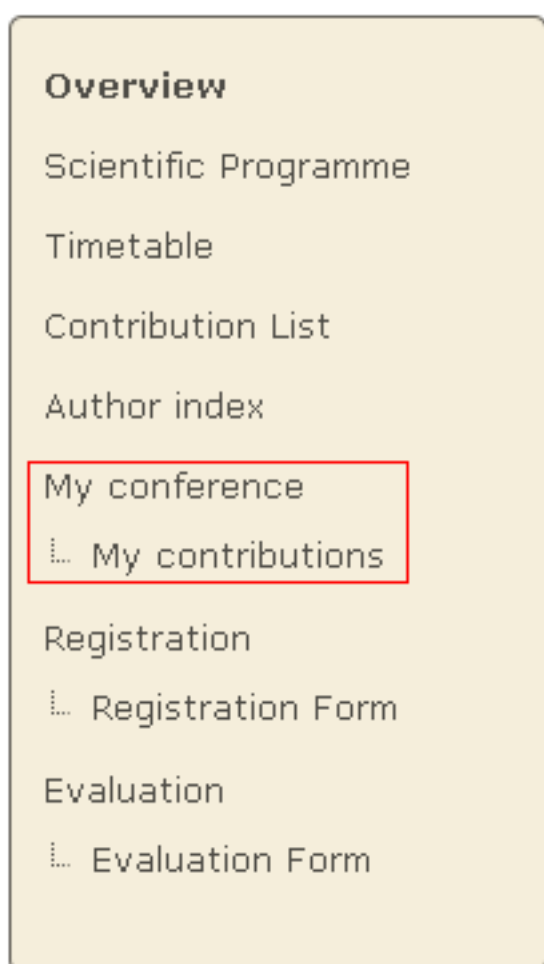 Overview
Scientific Programme
Timetable
Contribution List
Author index
My conference
My contributions
Registration
Registration Form
Evaluation
Evaluation Form